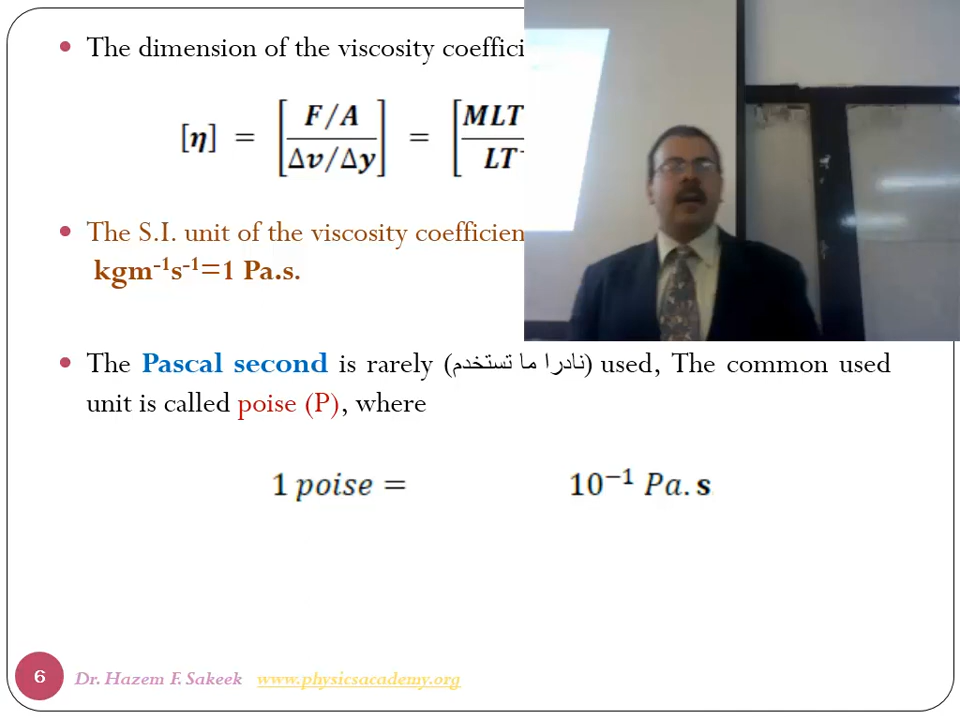 The dimension of the viscosity
[η] = [F/A / Δv/Δy] = [MLT / LT
The S.I. unit of the viscosity
kgm⁻¹s⁻¹=1 Pa.s.
The Pascal second is rarely (نادرا ما تستخدم) used, The common used
unit is called poise (P), where
1 poise = 10⁻¹ Pa.s
6 Dr. Hazem F. Sakeek www.physicsacademy.org